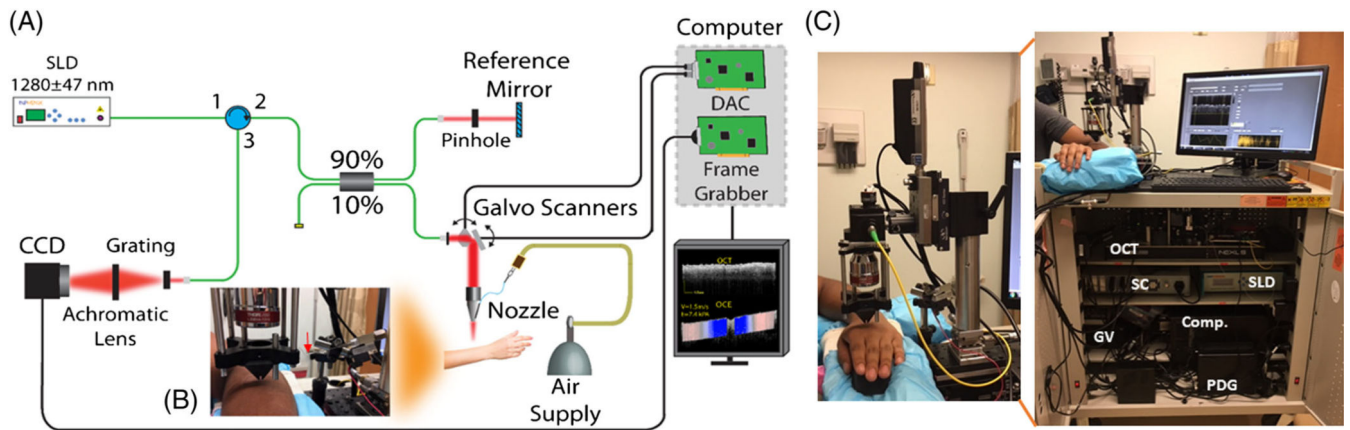 (A)
SLD
1280±47 nm
1
2
3
90%
10%
Reference
Mirror
Pinhole
Computer
DAC
Frame
Grabber
Galvo Scanners
CCD
Grating
Achromatic
Lens
Nozzle
Air
Supply
OCT
OCE
(B)
(C)
OCT
SC
SLD
GV
Comp.
PDG